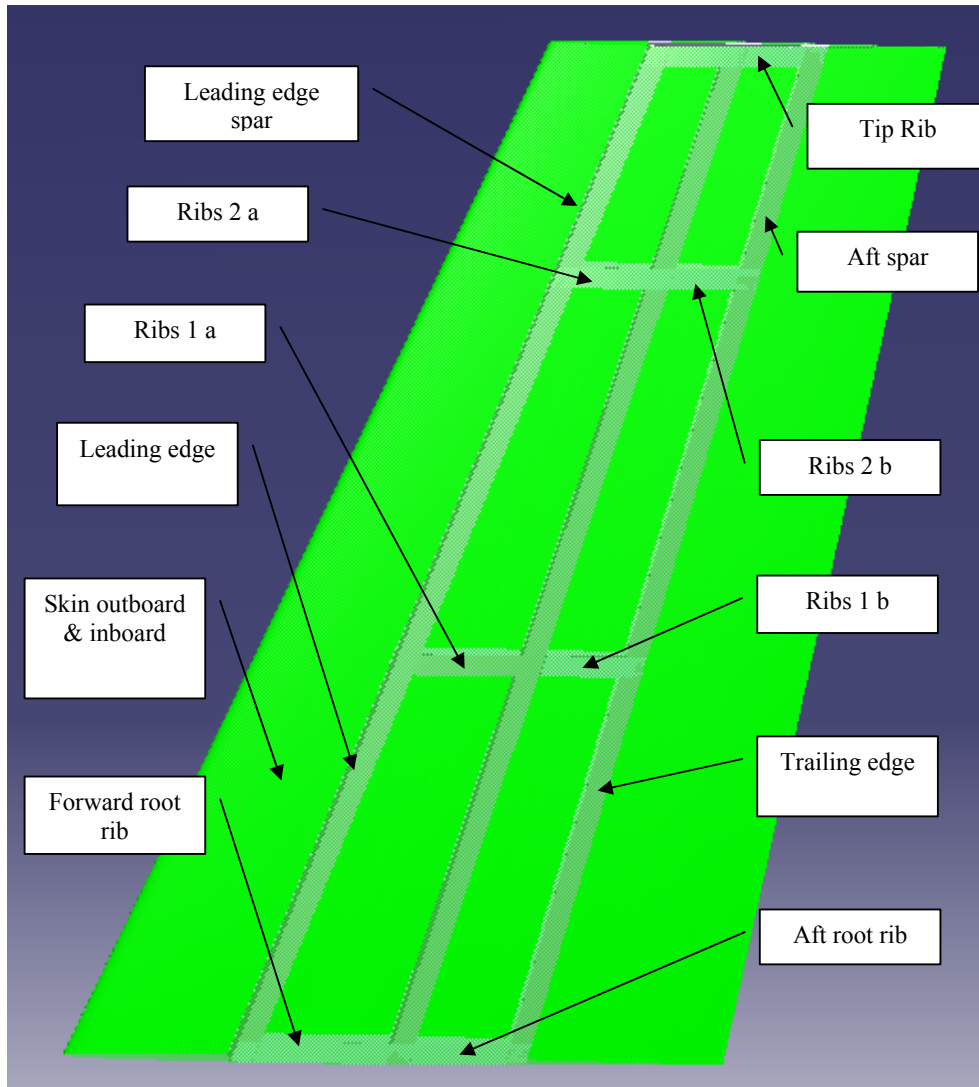 Leading edge
spar
Tip Rib
Ribs 2 a
Aft spar
Ribs 1 a
Leading edge
Ribs 2 b
Skin outboard
& inboard
Ribs 1 b
Trailing edge
Forward root
rib
Aft root rib